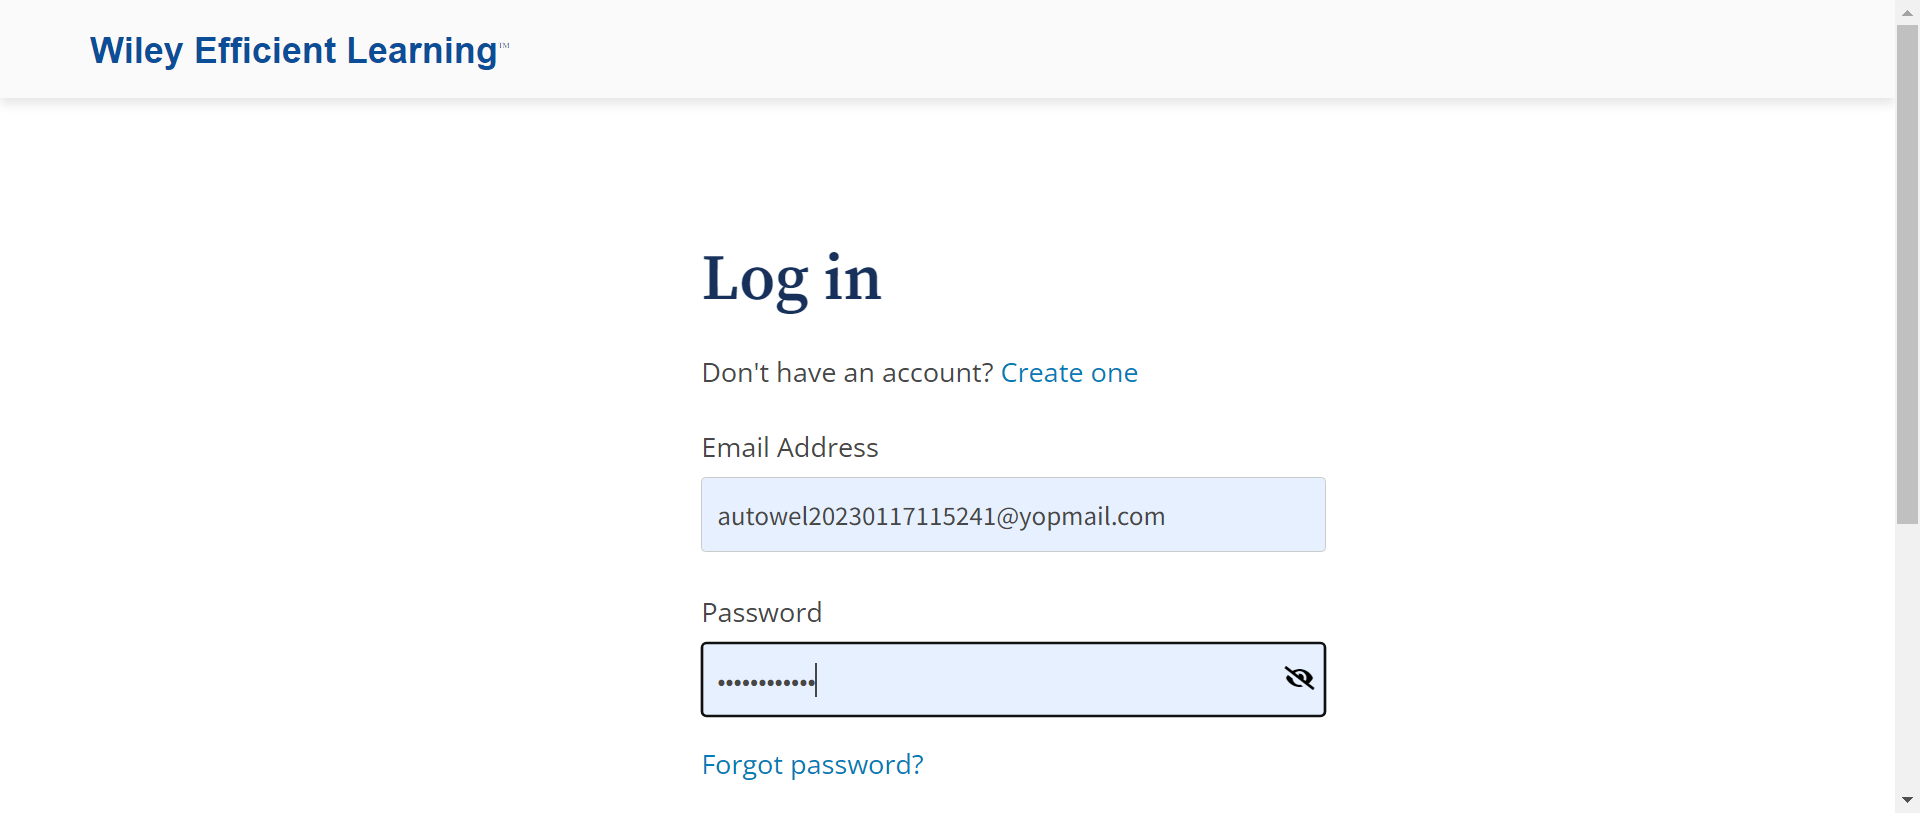 Wiley Efficient Learning™
Log in
Don't have an account? Create one
Email Address
autowel20230117115241@yopmail.com
Password
••••••••••••
Forgot password?